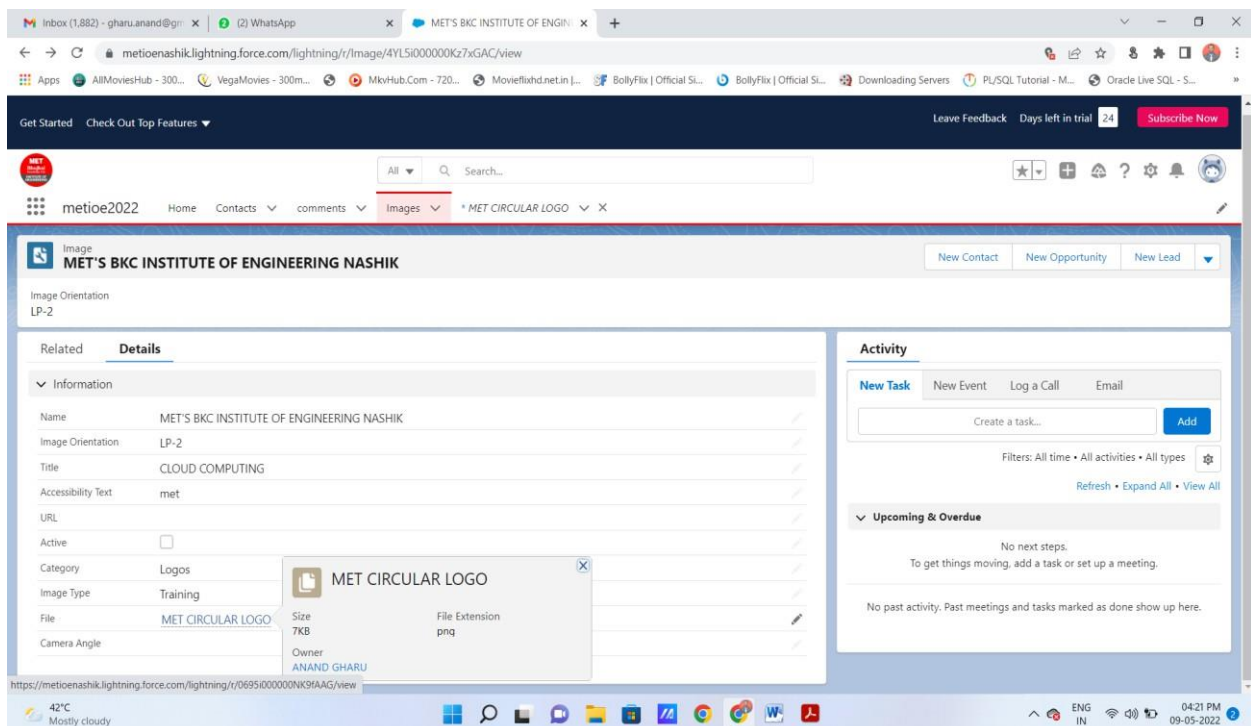 Inbox (1,882) - gharu.anand@gm
(2) WhatsApp
MET'S BKC INSTITUTE OF ENGIN
metioenashik.lightning.force.com/lightning/r/Image/4YL5i000000Kz7xGAC/view
Apps AllMoviesHub - 300... VegaMovies - 300m... MkvHub.Com - 720... Movieflixhd.net.in |... BollyFlix | Official Si... BollyFlix | Official Si... Downloading Servers PL/SQL Tutorial - M... Oracle Live SQL - S... »
Get Started Check Out Top Features Leave Feedback Days left in trial 24 Subscribe Now
MET
All Search...
metioe2022 Home Contacts comments Images * MET CIRCULAR LOGO
Image
MET'S BKC INSTITUTE OF ENGINEERING NASHIK
New Contact New Opportunity New Lead
Image Orientation
LP-2
Related Details
Information
Name MET'S BKC INSTITUTE OF ENGINEERING NASHIK
Image Orientation LP-2
Title CLOUD COMPUTING
Accessibility Text met
URL
Active
Category Logos
Image Type Training
File MET CIRCULAR LOGO
Camera Angle
MET CIRCULAR LOGO
Size File Extension
7KB png
Owner
ANAND GHARU
Activity
New Task New Event Log a Call Email
Create a task... Add
Filters: All time • All activities • All types
Refresh • Expand All • View All
Upcoming & Overdue
No next steps.
To get things moving, add a task or set up a meeting.
No past activity. Past meetings and tasks marked as done show up here.
https://metioenashik.lightning.force.com/lightning/r/0695i000000NK9fAAG/view
42°C
Mostly cloudy
ENG
IN
04:21 PM
09-05-2022
2